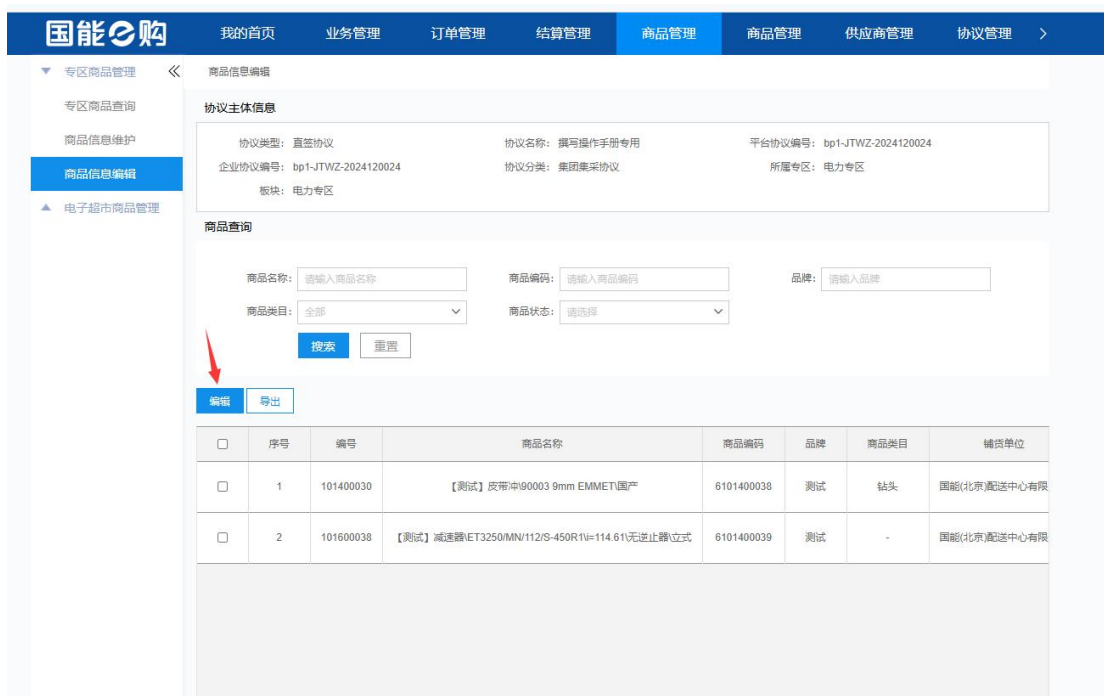 国能e购 我的首页 业务管理 订单管理 结算管理 商品管理 商品管理 供应商管理 协议管理 >
专区商品管理 商品信息编辑
专区商品查询
商品信息维护
商品信息编辑
电子超市商品管理
协议主体信息
协议类型： 直签协议 协议名称： 撰写操作手册专用 平台协议编号： bp1-JTWZ-2024120024
企业协议编号： bp1-JTWZ-2024120024 协议分类： 集团集采协议 所属专区： 电力专区
板块： 电力专区
商品查询
商品名称： 请输入商品名称 商品编码： 请输入商品编码 品牌： 请输入品牌
商品类目： 全部 商品状态： 请选择
搜索 重置
编辑 导出
序号 编号 商品名称 商品编码 品牌 商品类目 铺货单位
1 101400030 【测试】皮带冲\90003 9mm EMMET\国产 6101400038 测试 钻头 国能(北京)配送中心有限
2 101600038 【测试】减速器\ET3250/MN/112/S-450R1\i=114.61\无逆止器\立式 6101400039 测试 - 国能(北京)配送中心有限